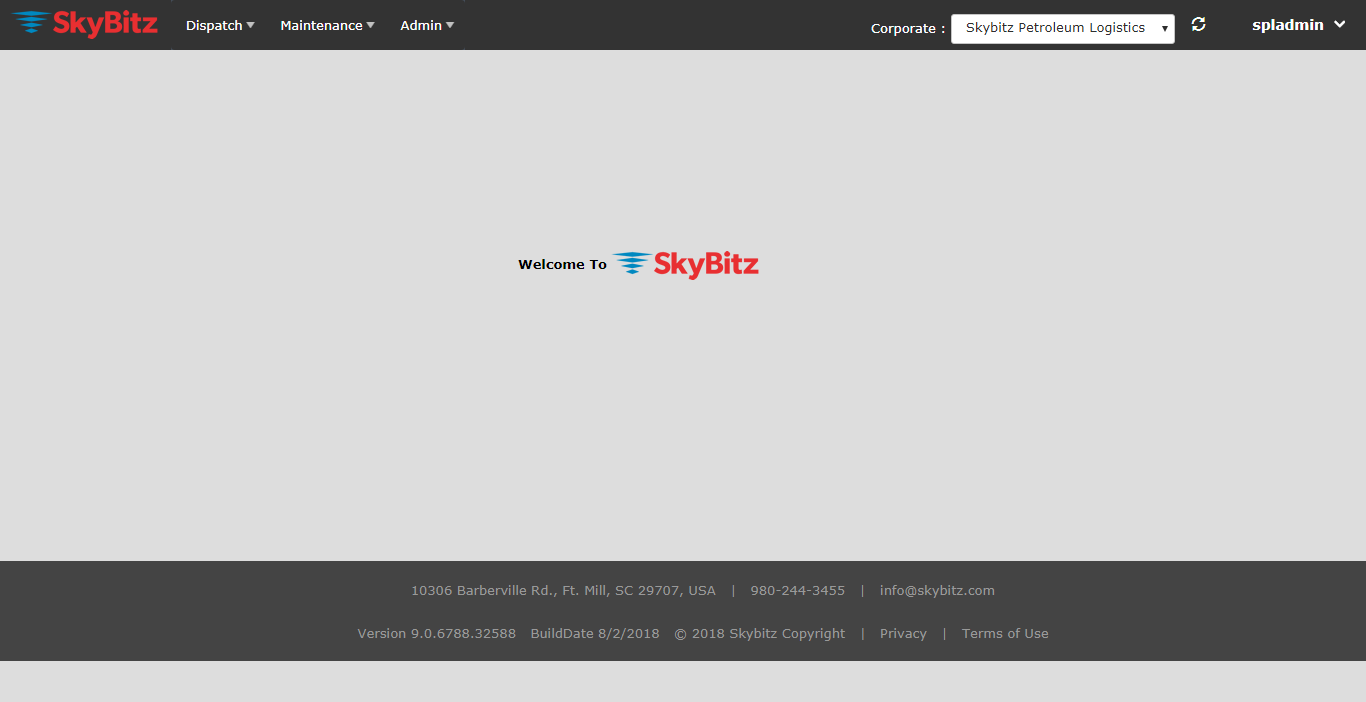 SkyBitz Dispatch Maintenance Admin Corporate : Skybitz Petroleum Logistics spladmin
Welcome To SkyBitz
10306 Barberville Rd., Ft. Mill, SC 29707, USA | 980-244-3455 | info@skybitz.com
Version 9.0.6788.32588 BuildDate 8/2/2018 © 2018 Skybitz Copyright | Privacy | Terms of Use